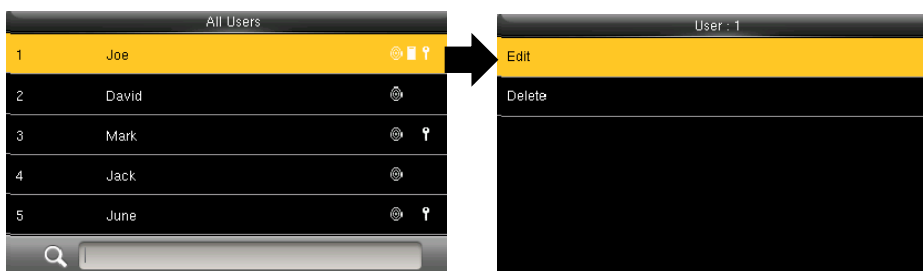 All Users
1 Joe
2 David
3 Mark
4 Jack
5 June
User : 1
Edit
Delete